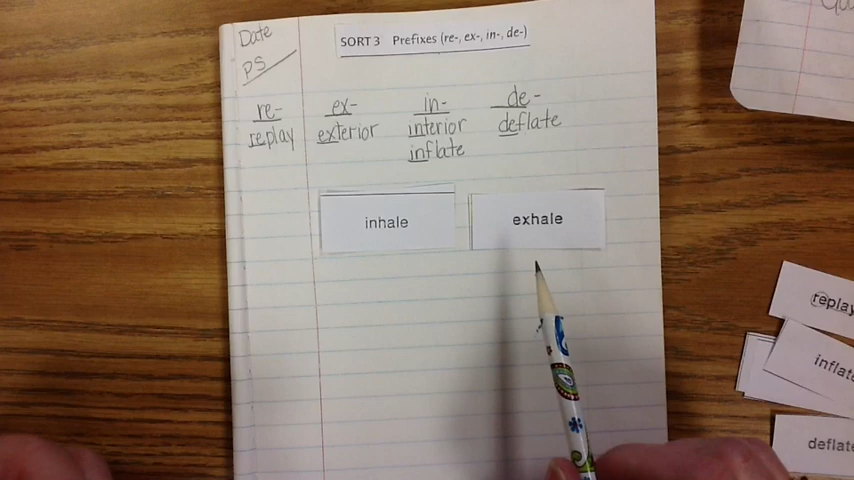 Date
PS
SORT 3 Prefixes (re-, ex-, in-, de-)
re- ex- in- de-
replay exterior interior deflate
inflate
inhale exhale
replay
inflate
deflate